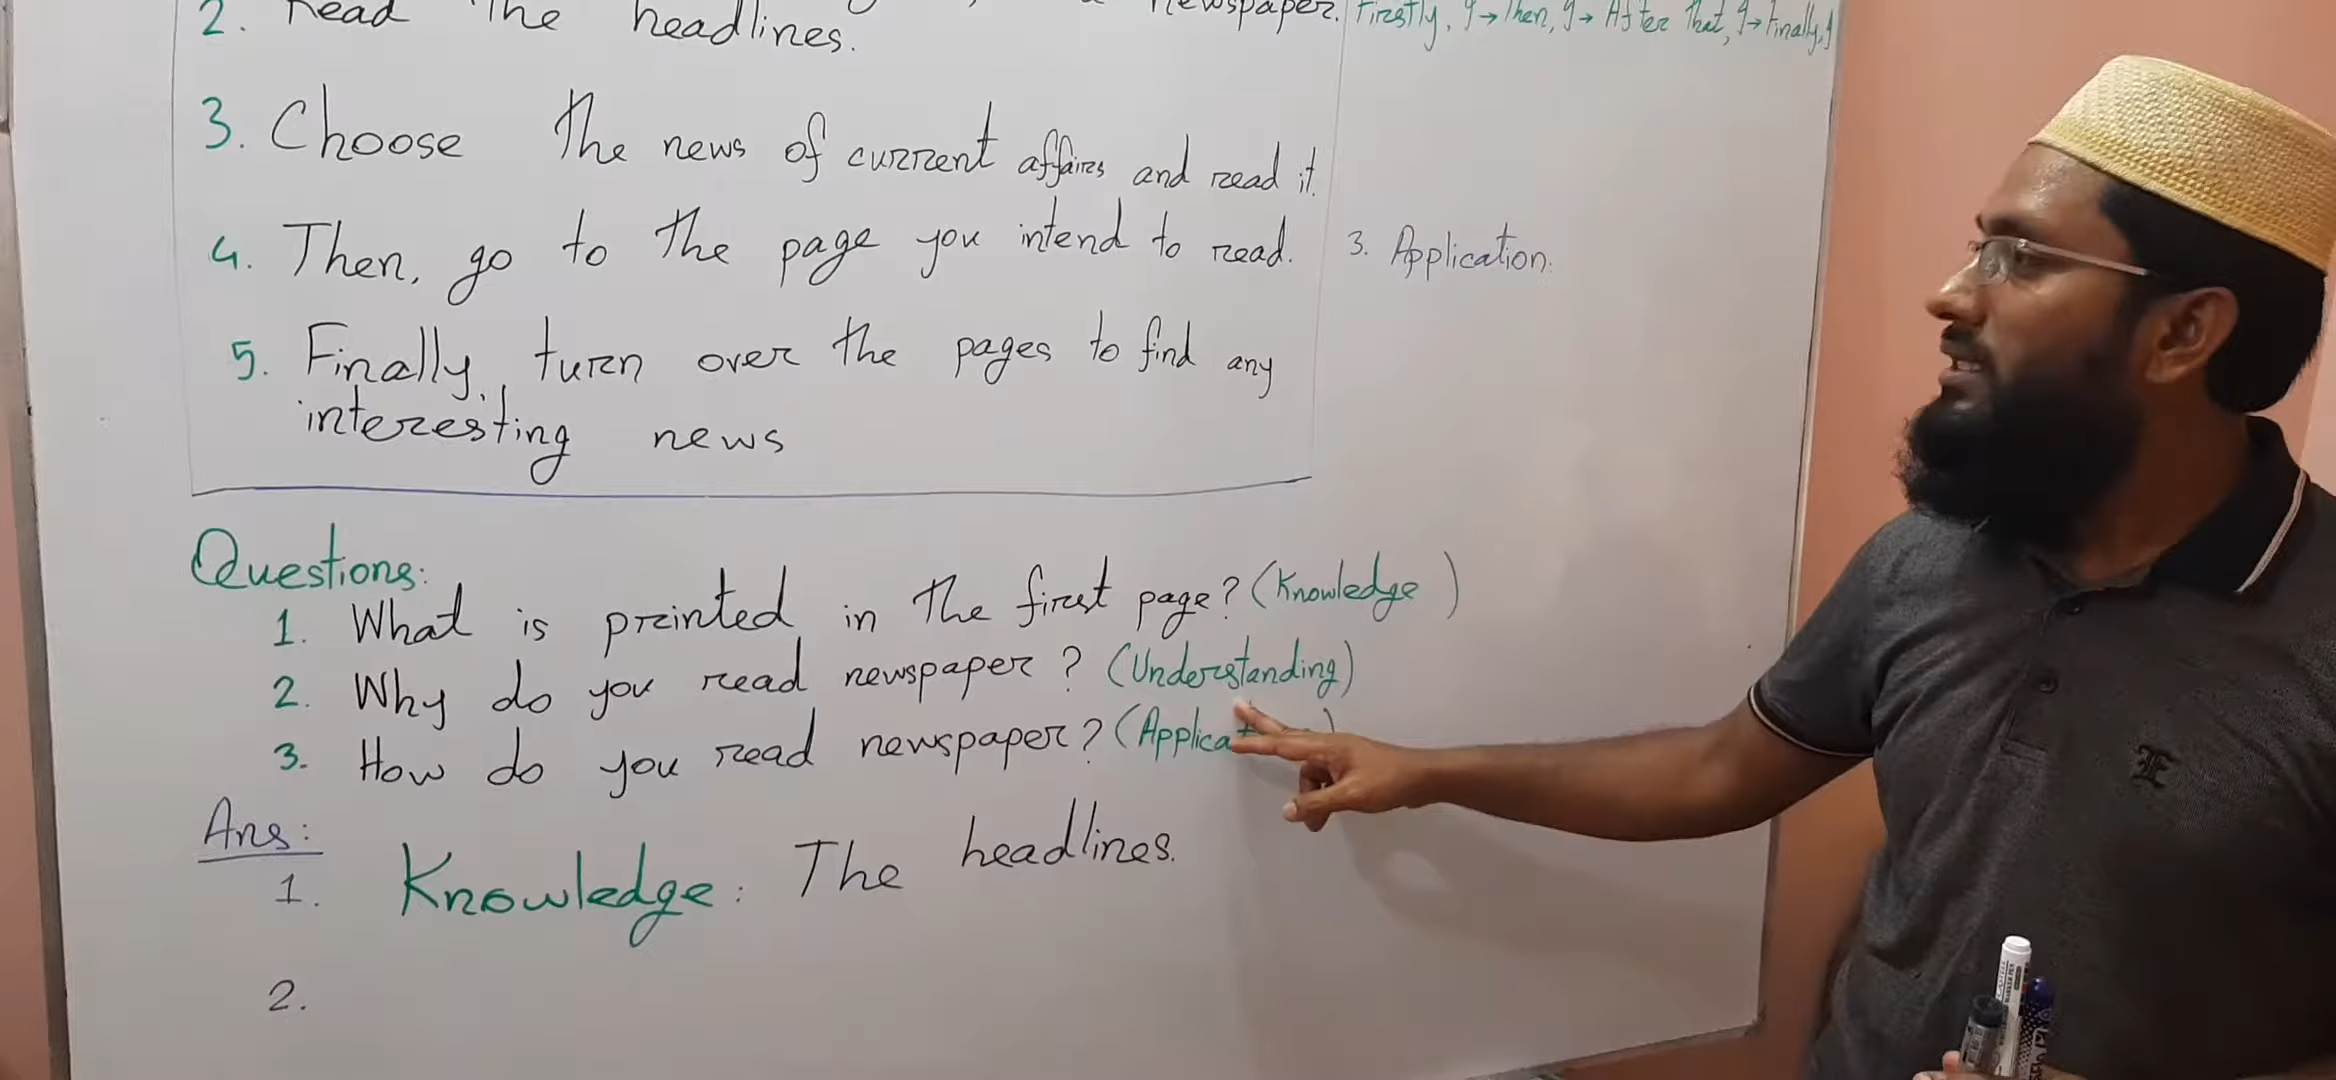 newspaper.
2. Read the headlines.
Firstly, → Then, → After that, → Finally,
3. Choose the news of current affairs and read it.
4. Then, go to the page you intend to read.
3. Application:
5. Finally, turn over the pages to find any
interesting news
Questions:
1. What is printed in the first page? (Knowledge)
2. Why do you read newspaper? (Understanding)
3. How do you read newspaper? (Applicat
Ans:
1. Knowledge: The headlines.
2.